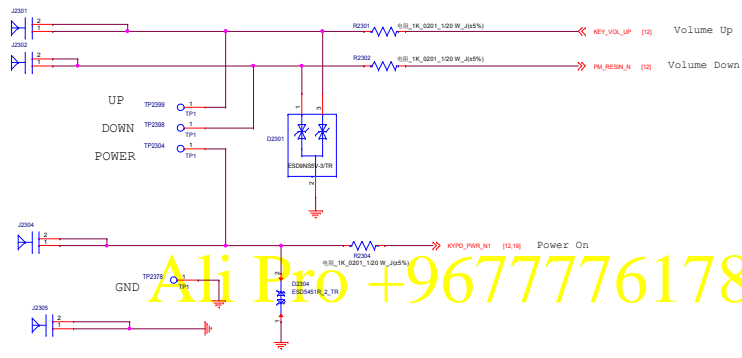 J2301
2
1
R2301
电阻_1K_0201_1/20 W_J(±5%)
KEY_VOL_UP [12] Volume Up
J2302
2
1
R2302
电阻_1K_0201_1/20 W_J(±5%)
PM_RESIN_N [12] Volume Down
UP TP2399 1
TP1
DOWN TP2398 1
TP1
POWER TP2304 1
TP1
1 3
D2301
ESD9NS5V-3/TR
2
J2304
2
1
KYPD_PWR_N1 [12,19] Power On
R2304
电阻_1K_0201_1/20 W_J(±5%)
GND TP2378 1
TP1
2
D2304
ESD5451R_2_TR
1
Ali Pro +96777776178
J2305
2
1